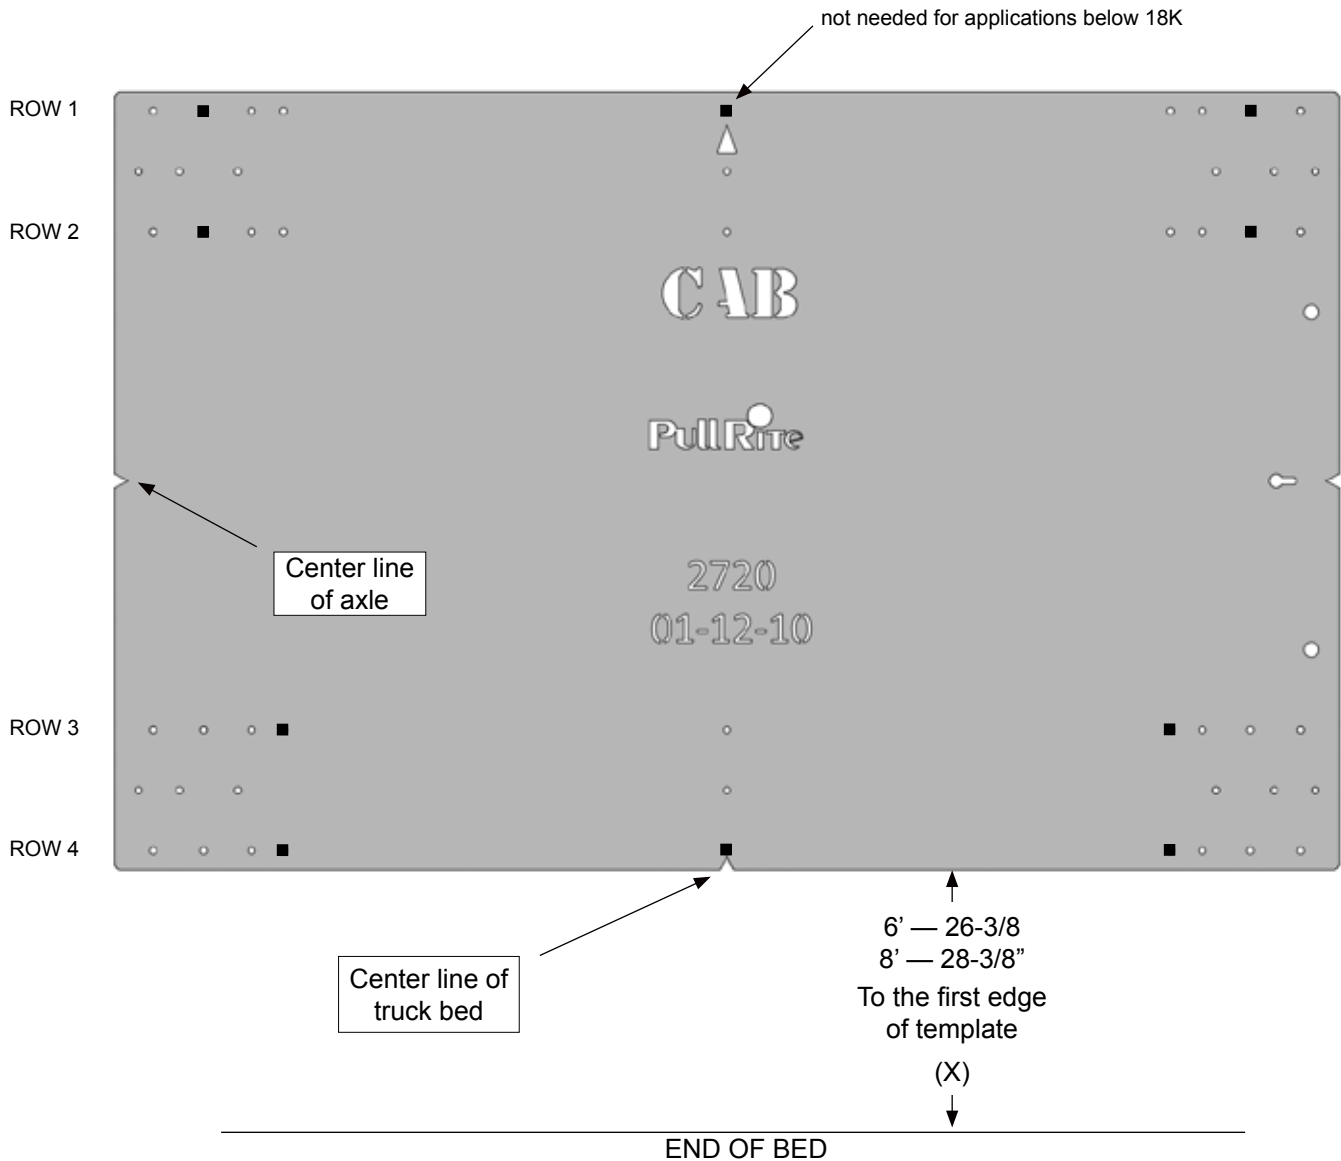 not needed for applications below 18K
ROW 1
ROW 2
CAB
PullRite
Center line
of axle
2720
01-12-10
ROW 3
ROW 4
Center line of
truck bed
6’ — 26-3/8
8’ — 28-3/8”
To the first edge
of template
(X)
END OF BED